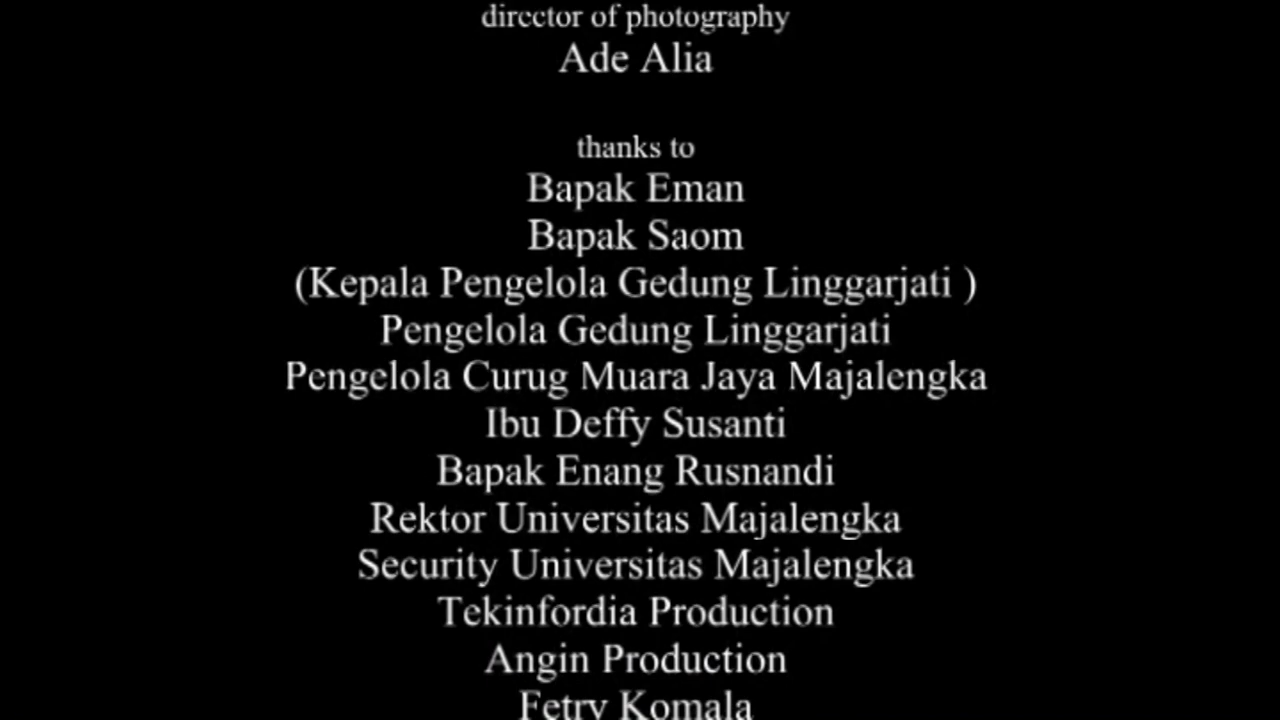 director of photography
Ade Alia
thanks to
Bapak Eman
Bapak Saom
(Kepala Pengelola Gedung Linggarjati )
Pengelola Gedung Linggarjati
Pengelola Curug Muara Jaya Majalengka
Ibu Deffy Susanti
Bapak Enang Rusnandi
Rektor Universitas Majalengka
Security Universitas Majalengka
Tekinfordia Production
Angin Production
Fetry Komala